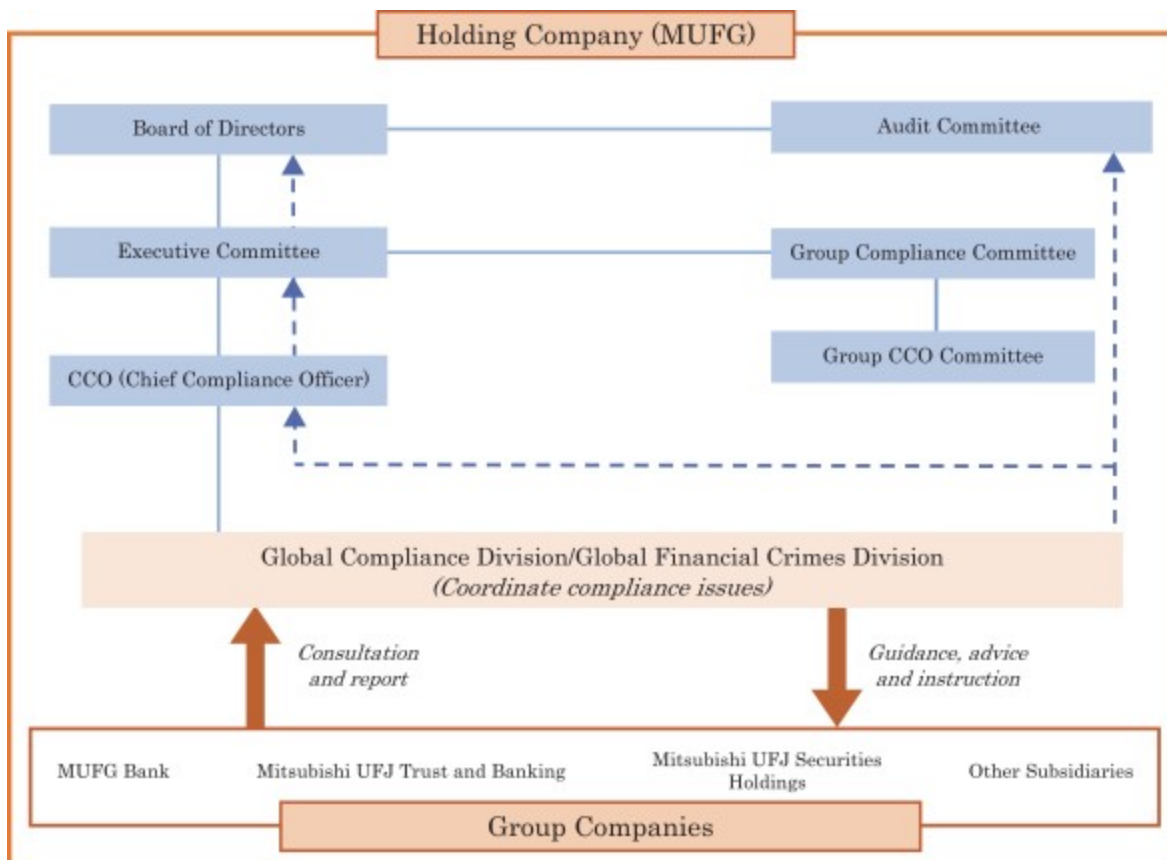 Holding Company (MUFG)
Board of Directors
Audit Committee
Executive Committee
Group Compliance Committee
CCO (Chief Compliance Officer)
Group CCO Committee
Global Compliance Division/Global Financial Crimes Division
(Coordinate compliance issues)
Consultation
and report
Guidance, advice
and instruction
MUFG Bank
Mitsubishi UFJ Trust and Banking
Mitsubishi UFJ Securities
Holdings
Other Subsidiaries
Group Companies